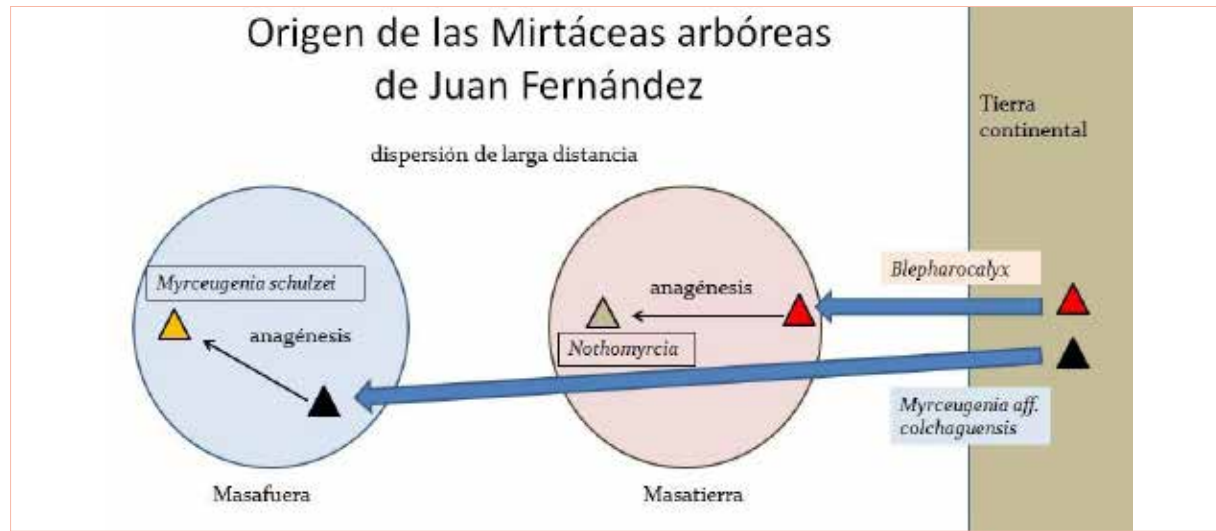 Origen de las Mirtáceas arbóreas
de Juan Fernández
Tierra
continental
dispersión de larga distancia
Blepharocalyx
Myrceugenia schulzei
anagénesis
anagénesis
Nothomyrcia
Myrceugenia aff.
colchaguensis
Masafuera
Masatierra